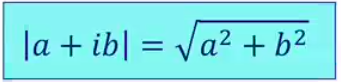 |a + ib| = √(a² + b²)